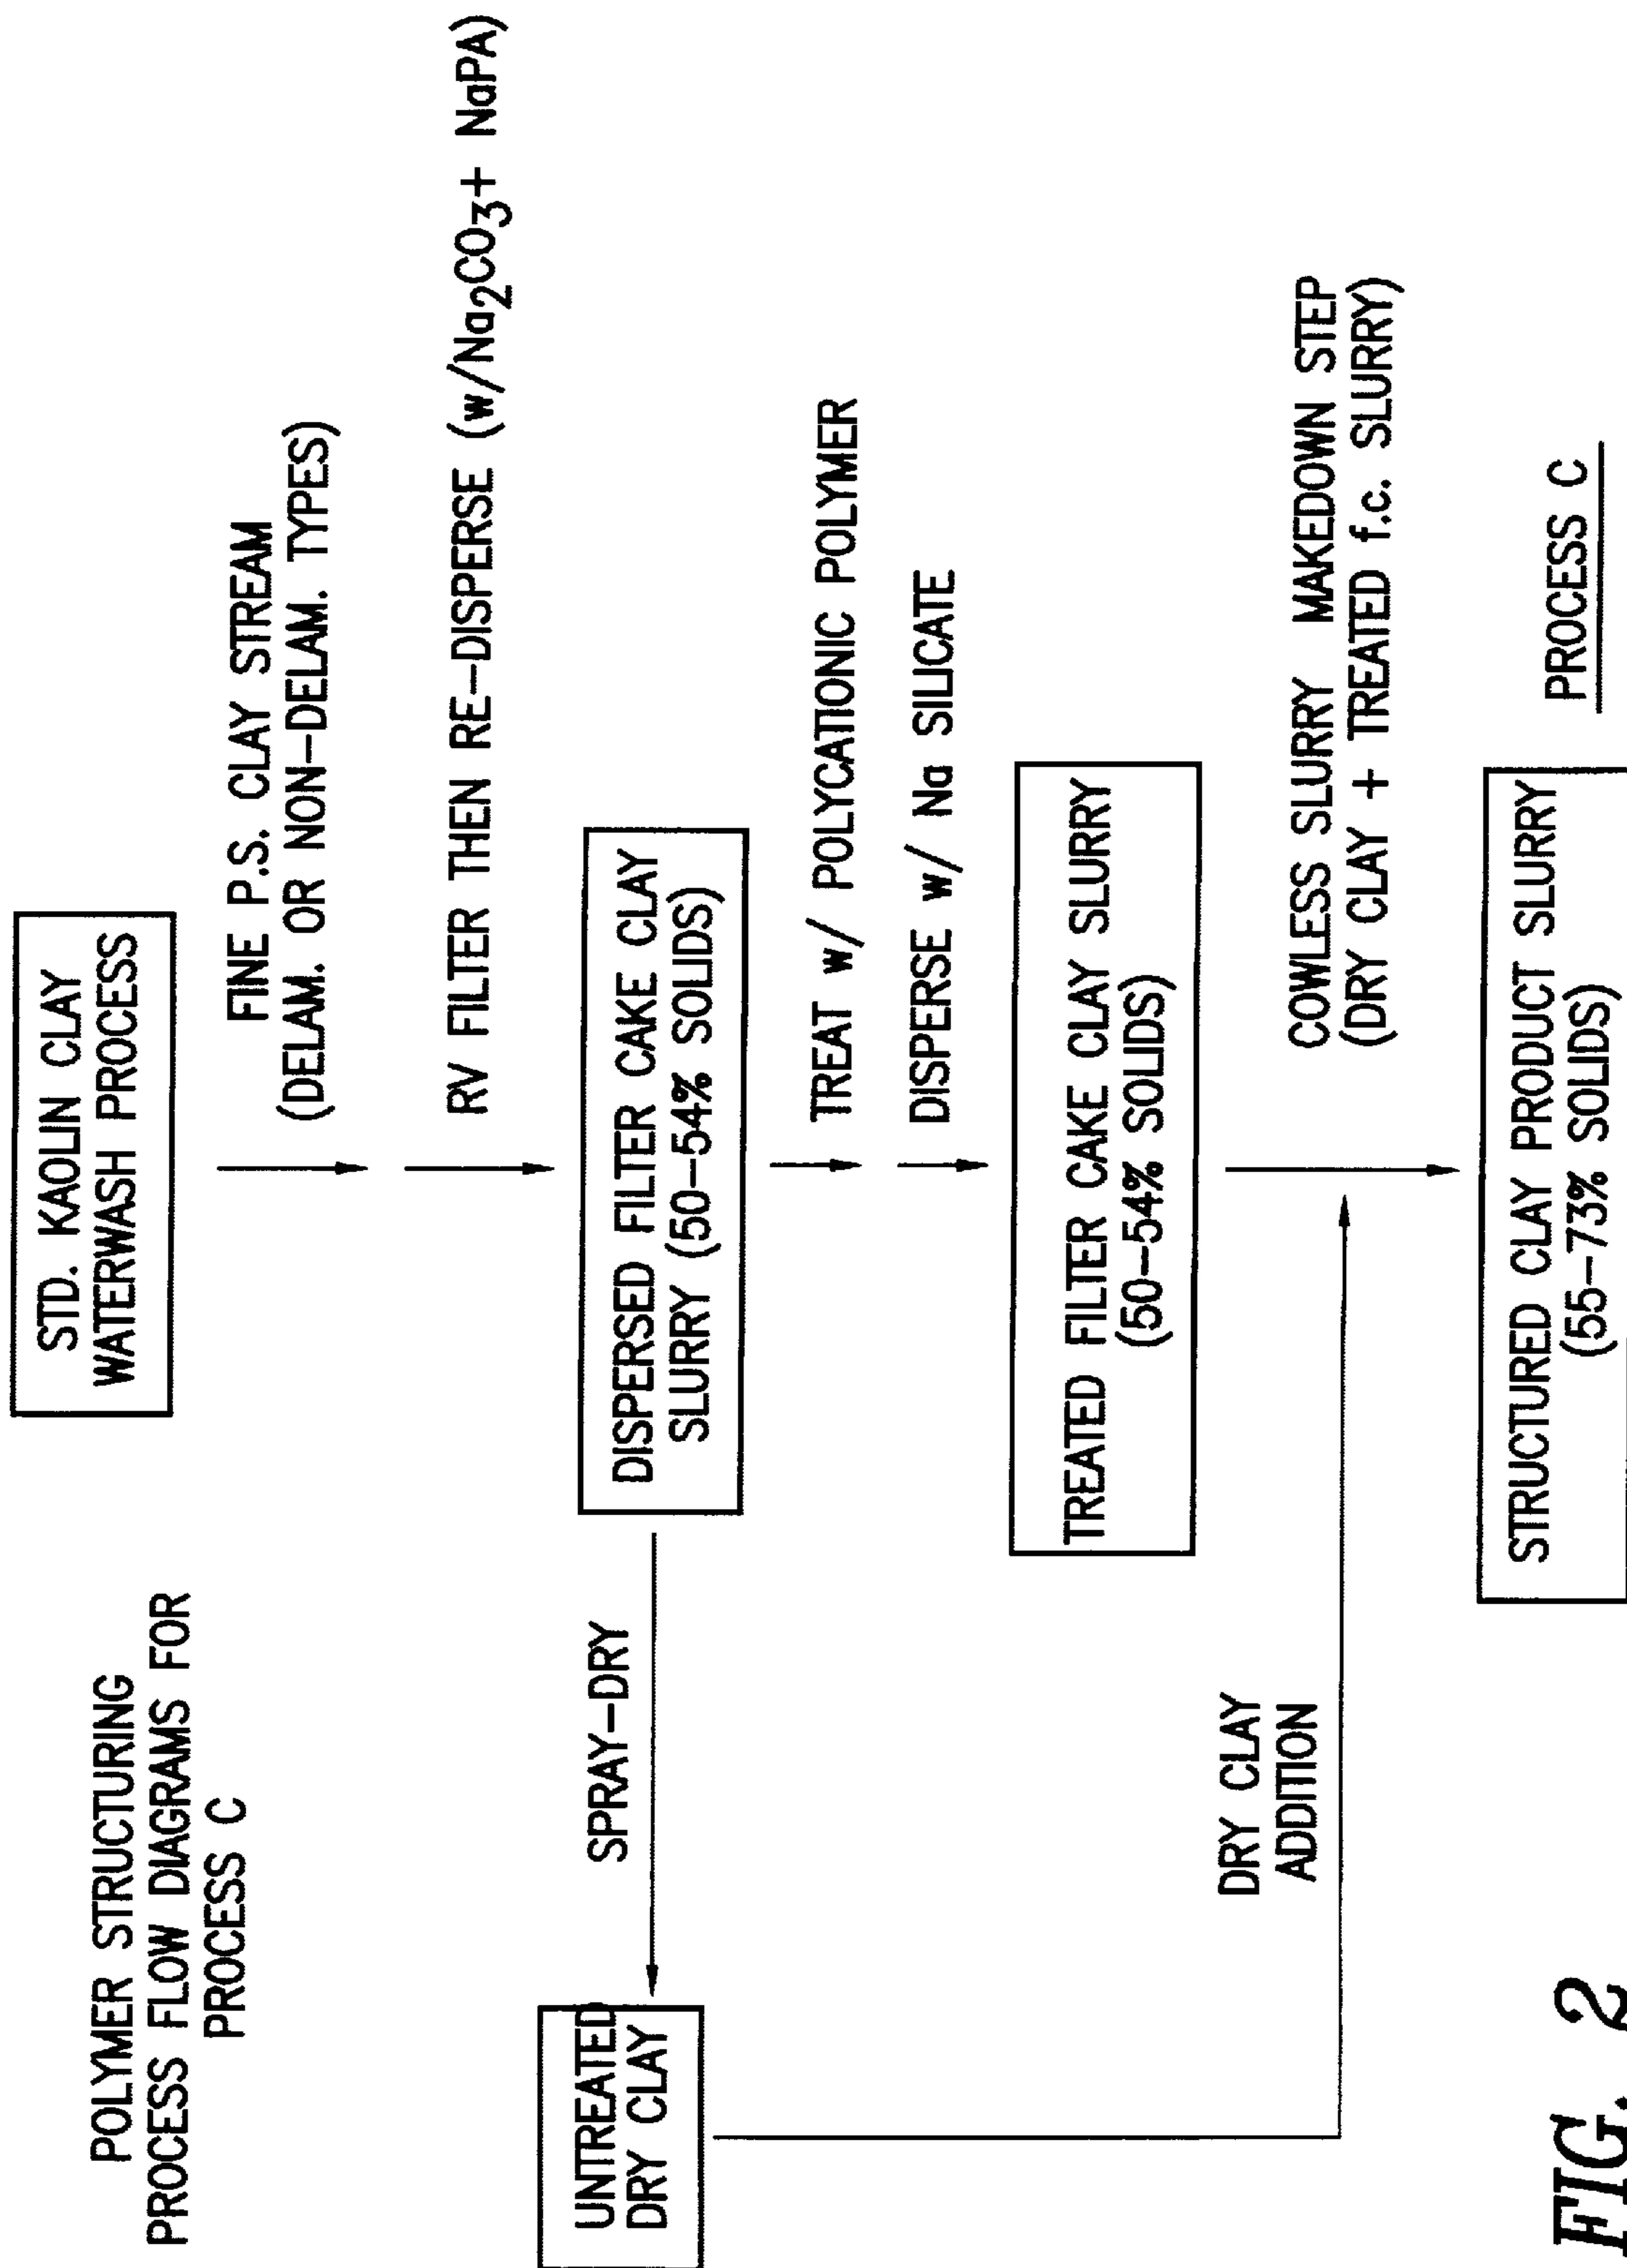 POLYMER STRUCTURING
PROCESS FLOW DIAGRAMS FOR
PROCESS C
STD. KAOLIN CLAY
WATERWASH PROCESS
FINE P.S. CLAY STREAM
(DELAM. OR NON-DELAM. TYPES)
RV FILTER THEN RE-DISPERSE (w/Na2CO3+ NaPA)
DISPERSED FILTER CAKE CLAY
SLURRY (50-54% SOLIDS)
SPRAY-DRY
UNTREATED
DRY CLAY
TREAT w/ POLYCATIONIC POLYMER
DISPERSE w/ Na SILICATE
TREATED FILTER CAKE CLAY SLURRY
(50-54% SOLIDS)
DRY CLAY
ADDITION
COWLESS SLURRY MAKEDOWN STEP
(DRY CLAY + TREATED f.c. SLURRY)
STRUCTURED CLAY PRODUCT SLURRY
(55-73% SOLIDS)
PROCESS C
FIG. 2